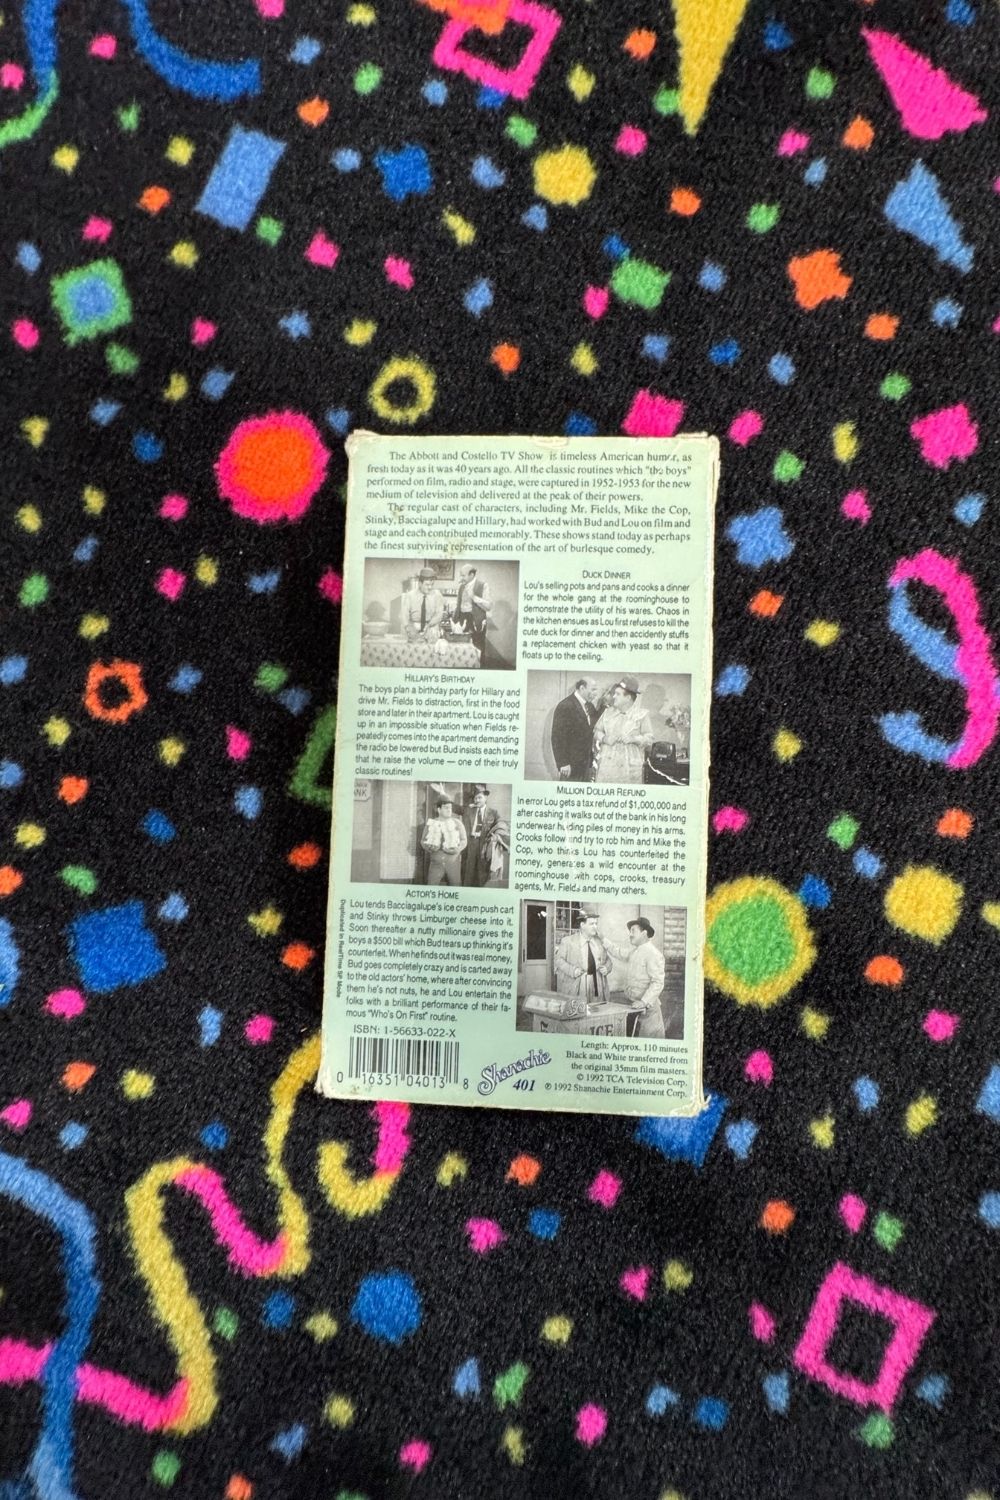 The Abbott and Costello TV Show is timeless American humor, as
fresh today as it was 40 years ago. All the classic routines which "the boys"
performed on film, radio and stage, were captured in 1952-1953 for the new
medium of television and delivered at the peak of their powers.
The regular cast of characters, including Mr. Fields, Mike the Cop,
Stinky, Bacciagalupe and Hillary, had worked with Bud and Lou on film and
stage and each contributed memorably. These shows stand today as perhaps
the finest surviving representation of the art of burlesque comedy.
DUCK DINNER
Lou's selling pots and pans and cooks a dinner
for the whole gang at the roominghouse to
demonstrate the utility of his wares. Chaos in
the kitchen ensues as Lou first refuses to kill the
cute duck for dinner and then accidently stuffs
a replacement chicken with yeast so that it
floats up to the ceiling.
HILLARY'S BIRTHDAY
The boys plan a birthday party for Hillary and
drive Mr. Fields to distraction, first in the food
store and later in their apartment. Lou is caught
up in an impossible situation when Fields re-
peatedly comes into the apartment demanding
the radio be lowered but Bud insists each time
that he raise the volume — one of their truly
classic routines!
MILLION DOLLAR REFUND
In error Lou gets a tax refund of $1,000,000 and
after cashing it walks out of the bank in his long
underwear holding piles of money in his arms.
Crooks follow and try to rob him and Mike the
Cop, who thinks Lou has counterfeited the
money, generates a wild encounter at the
roominghouse with cops, crooks, treasury
agents, Mr. Fields and many others.
NK
ACTOR'S HOME
Lou tends Bacciagalupe's ice cream push cart
and Stinky throws Limburger cheese into it.
Soon thereafter a nutty millionaire gives the
boys a $500 bill which Bud tears up thinking it's
counterfeit. When he finds out it was real money,
Bud goes completely crazy and is carted away
to the old actors' home, where after convincing
them he's not nuts, he and Lou entertain the
folks with a brilliant performance of their fa-
mous "Who's On First" routine.
Duplicated in RealTime SP Mode
ICE
ISBN: 1-56633-022-X
0 16351 04013 8
Shanachie
401
Length: Approx. 110 minutes
Black and White transferred from
the original 35mm film masters.
© 1992 TCA Television Corp.
℗ 1992 Shanachie Entertainment Corp.